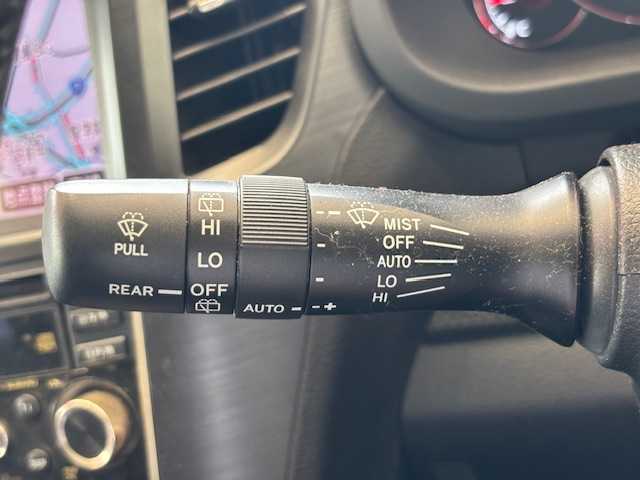 PULL
REAR
HI
LO
OFF
AUTO
- +
MIST
OFF
AUTO
LO
HI